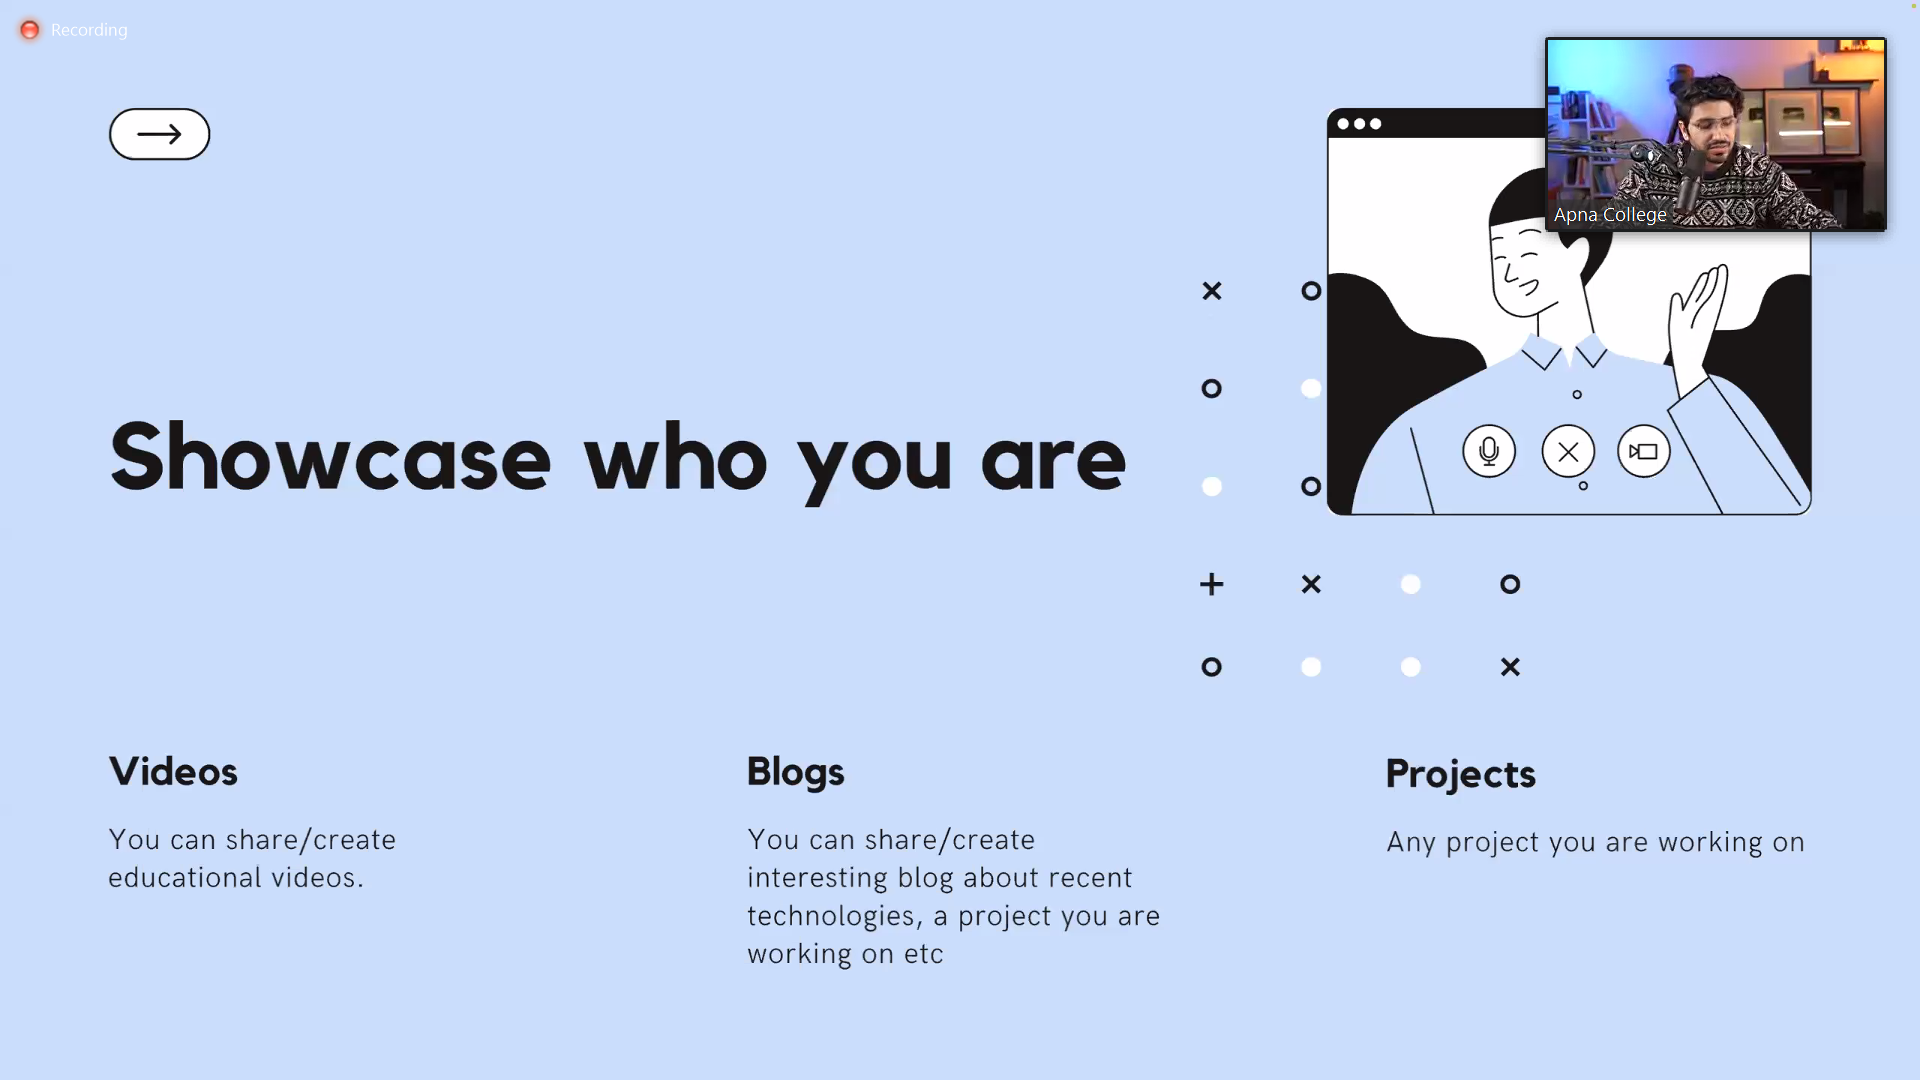 Recording
Apna College
Showcase who you are
Videos
You can share/create
educational videos.
Blogs
You can share/create
interesting blog about recent
technologies, a project you are
working on etc
Projects
Any project you are working on